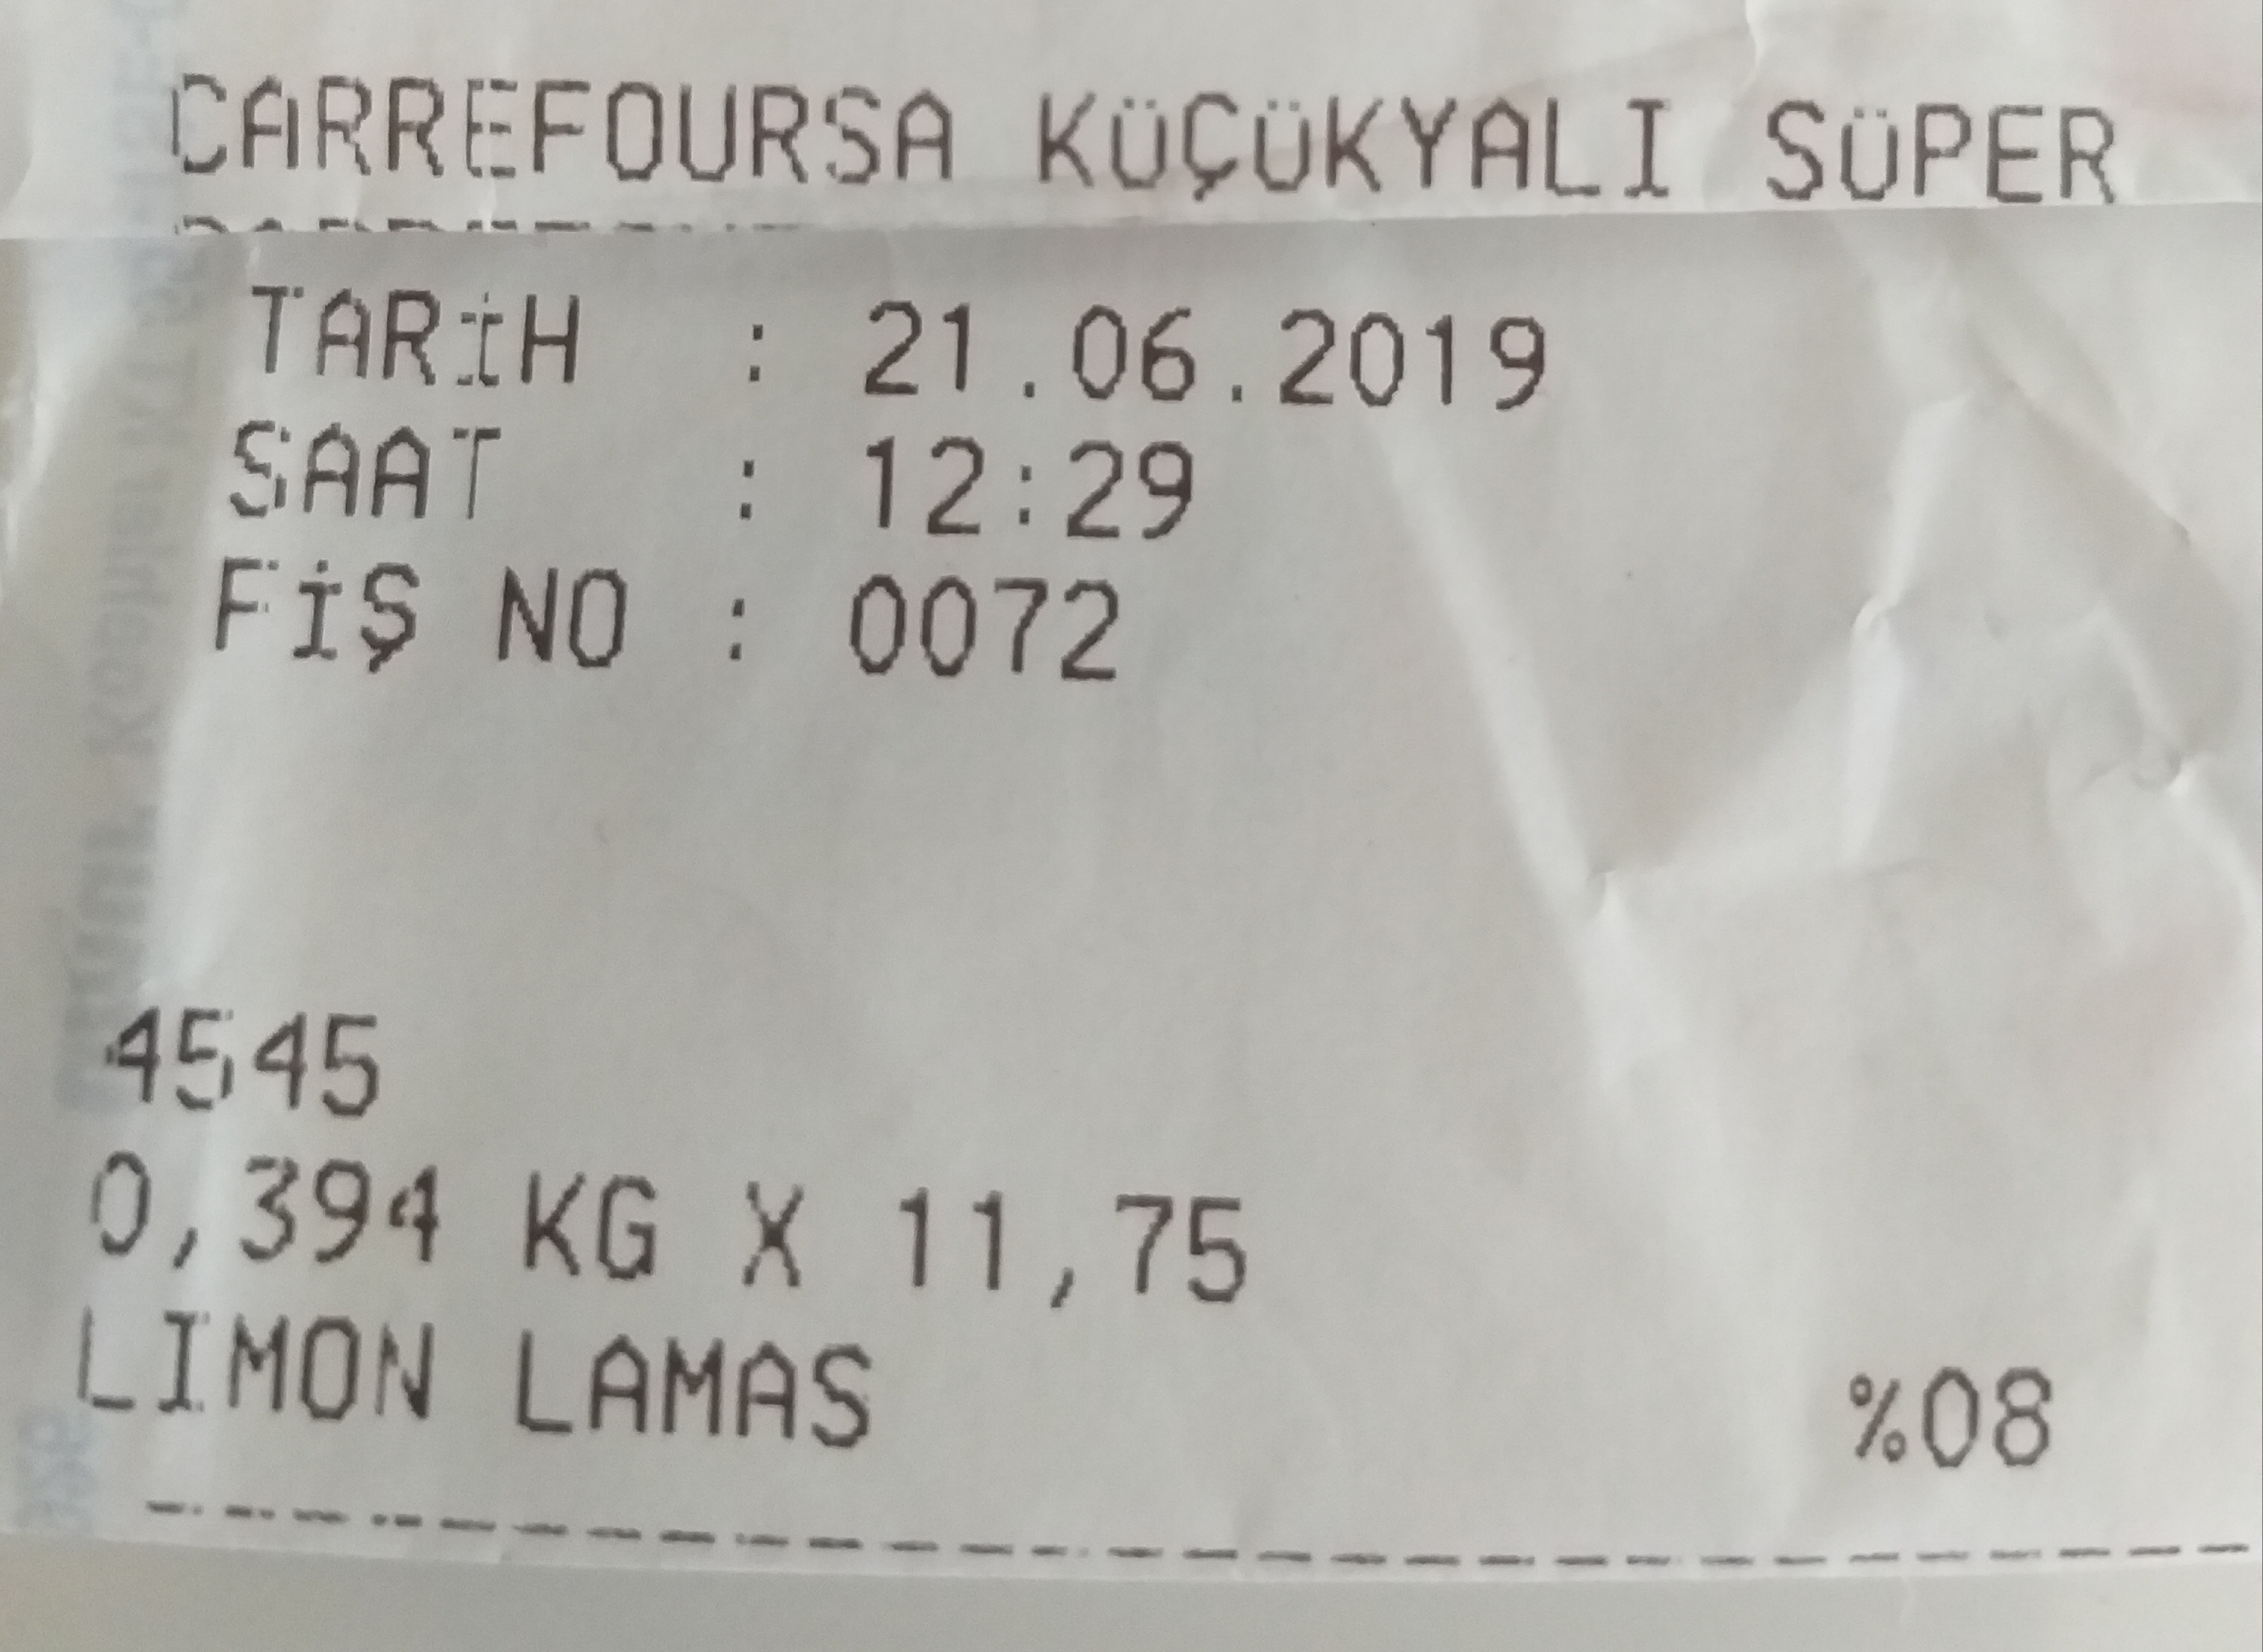 CARREFOURSA KÜÇÜKYALI SÜPER
TARİH : 21.06.2019
SAAT : 12:29
FİŞ NO : 0072
4545
0,394 KG X 11,75
LIMON LAMAS %08